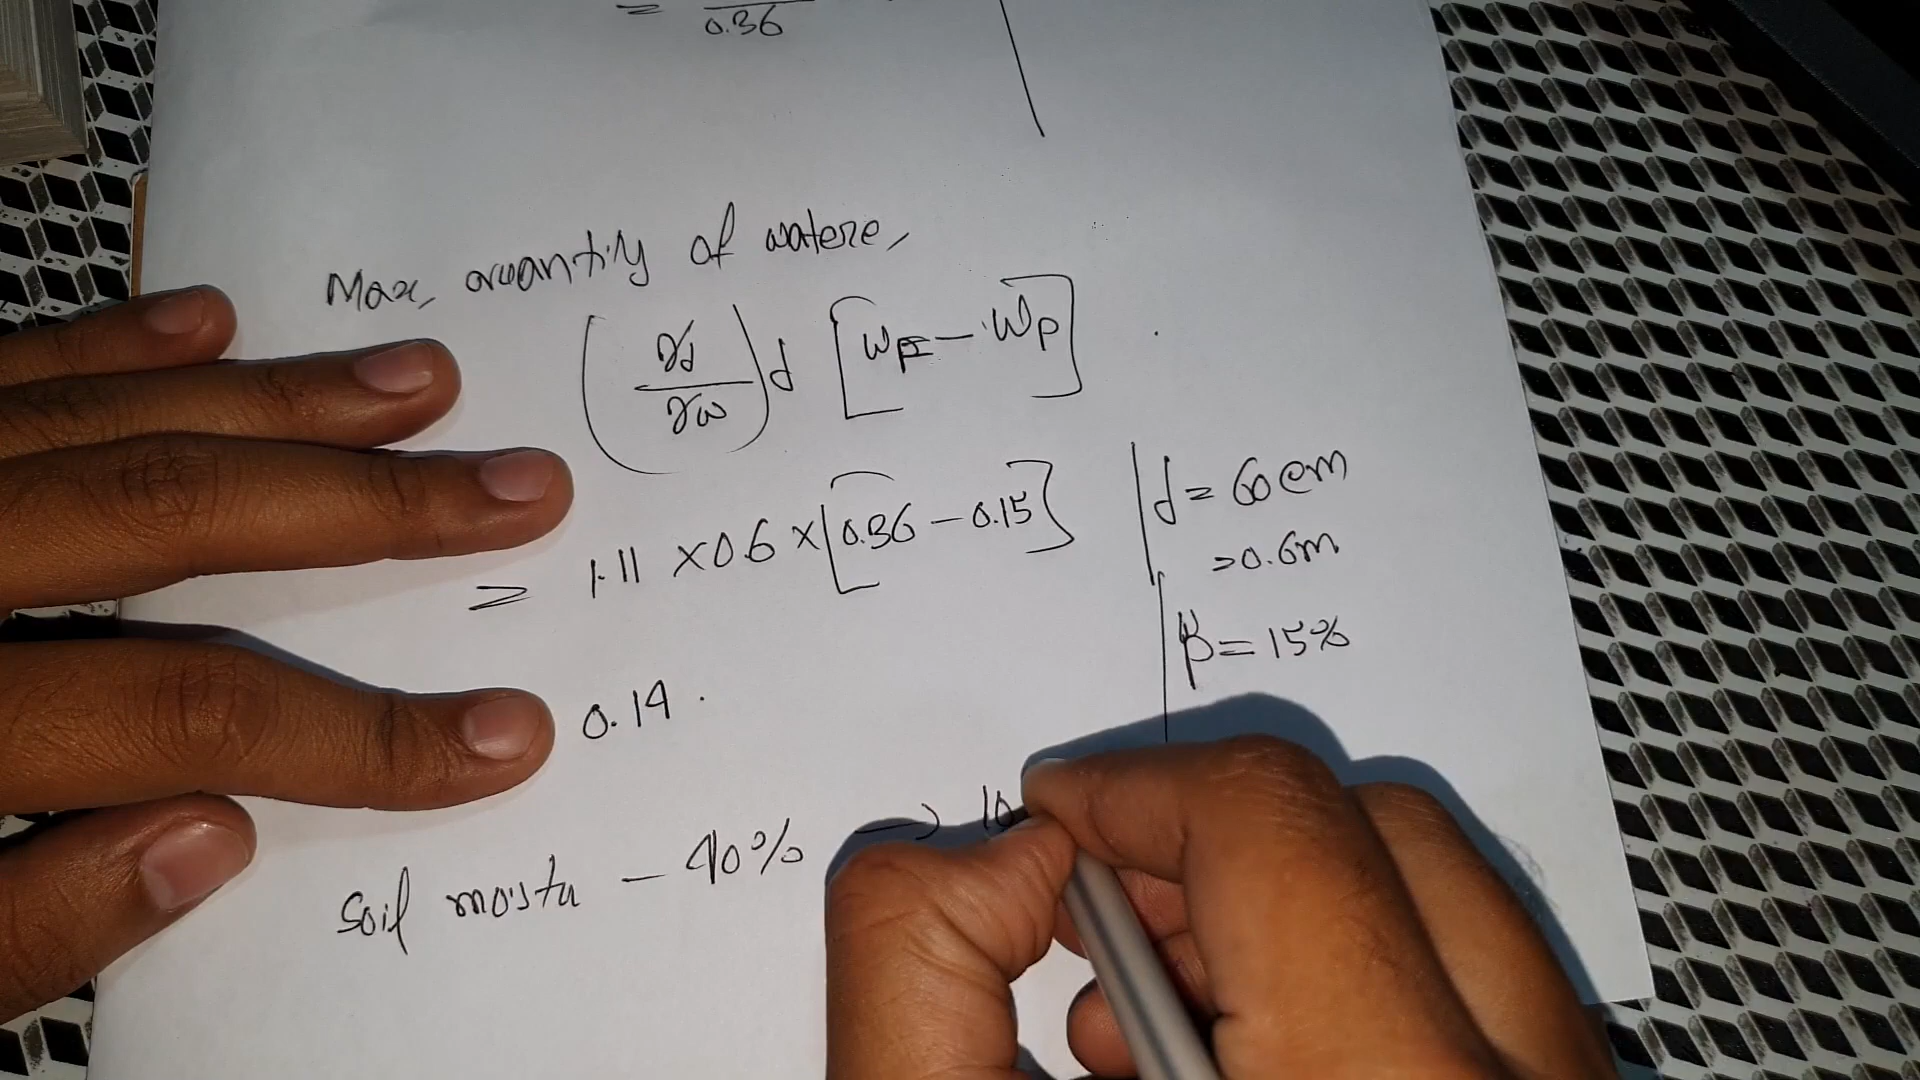 = / 0.36
Max, quantity of watere,
(γd / γw) d [wF - wp]
= 1.11 × 0.6 × [0.36 - 0.15]
d = 60 cm
= 0.6m
β = 15%
0.14.
Soil moistu - 40% → 10